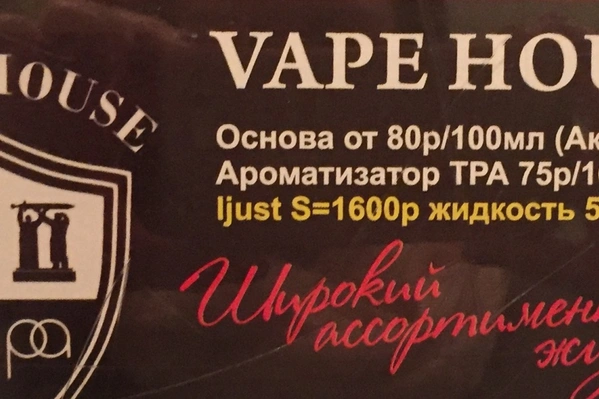 HOUSE
VAPE HOU
Основа от 80р/100мл (Ак
Ароматизатор TPA 75р/1
Ijust S=1600р жидкость 5
Широкий
ассортимен
жи
ра